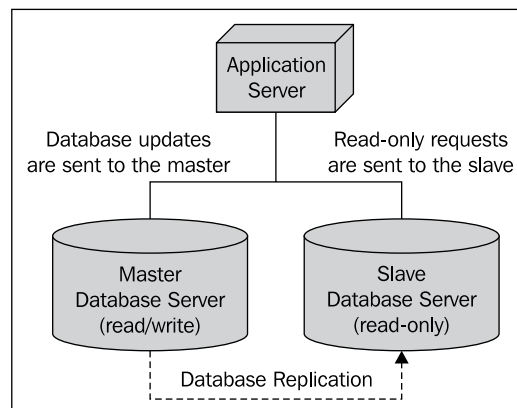 Application
Server
Database updates
are sent to the master
Read-only requests
are sent to the slave
Master
Database Server
(read/write)
Slave
Database Server
(read-only)
Database Replication